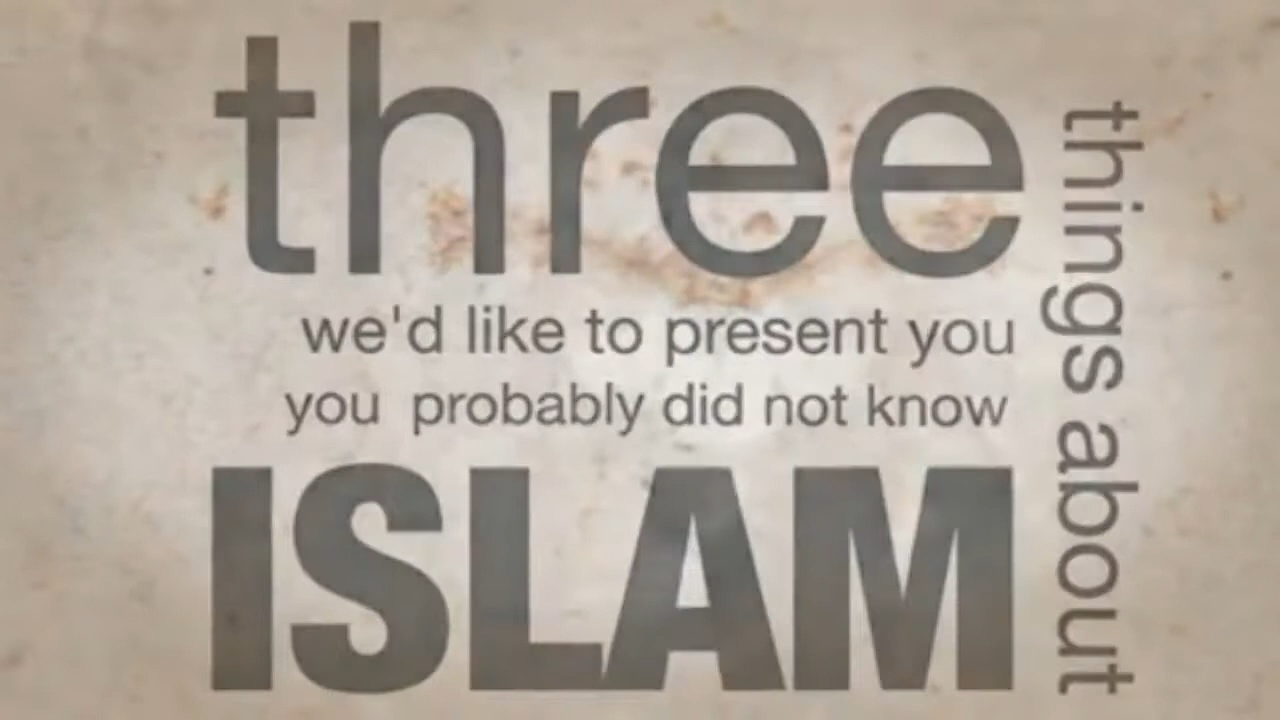 three
things about
we'd like to present you
you probably did not know
ISLAM